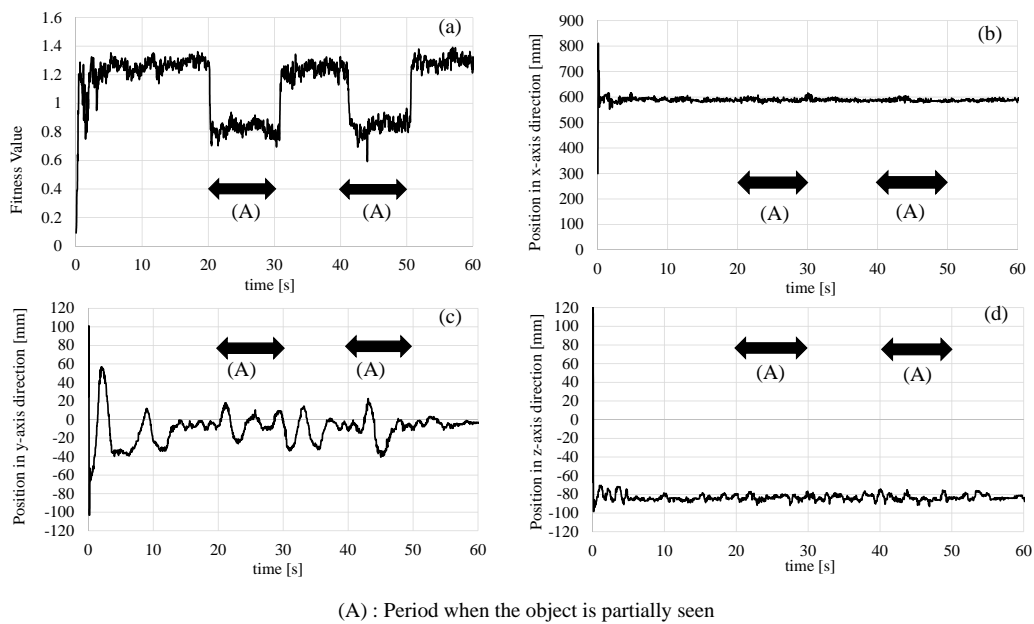 (a)
Fitness Value
1.6
1.4
1.2
1
0.8
0.6
0.4
0.2
0
(A)
(A)
0 10 20 30 40 50 60
time [s]
(b)
Position in x-axis direction [mm]
900
800
700
600
500
400
300
200
100
0
(A)
(A)
0 10 20 30 40 50 60
time [s]
(c)
Position in y-axis direction [mm]
120
100
80
60
40
20
0
-20
-40
-60
-80
-100
-120
(A)
(A)
0 10 20 30 40 50 60
time [s]
(d)
Position in z-axis direction [mm]
120
100
80
60
40
20
0
-20
-40
-60
-80
-100
-120
(A)
(A)
0 10 20 30 40 50 60
time [s]
(A) : Period when the object is partially seen